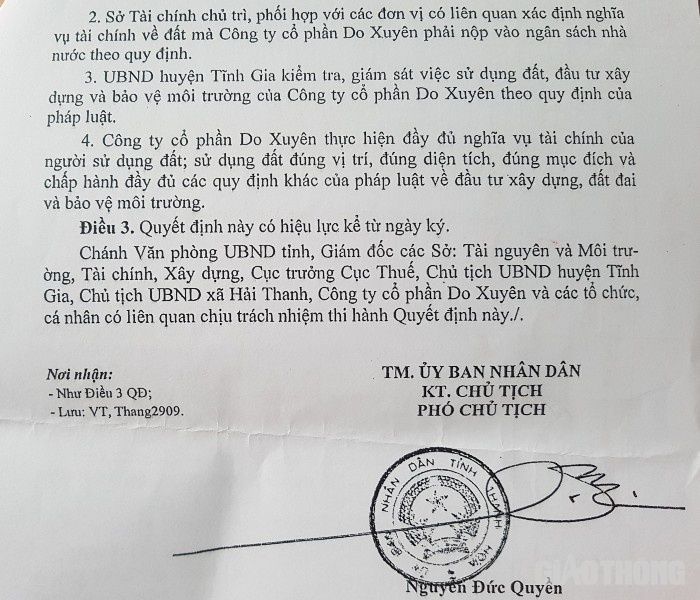 2. Sở Tài chính chủ trì, phối hợp với các đơn vị có liên quan xác định nghĩa
vụ tài chính về đất mà Công ty cổ phần Do Xuyên phải nộp vào ngân sách nhà
nước theo quy định.
3. UBND huyện Tĩnh Gia kiểm tra, giám sát việc sử dụng đất, đầu tư xây
dựng và bảo vệ môi trường của Công ty cổ phần Do Xuyên theo quy định của
pháp luật.
4. Công ty cổ phần Do Xuyên thực hiện đầy đủ nghĩa vụ tài chính của
người sử dụng đất; sử dụng đất đúng vị trí, đúng diện tích, đúng mục đích và
chấp hành đầy đủ các quy định khác của pháp luật về đầu tư xây dựng, đất đai
và bảo vệ môi trường.
Điều 3. Quyết định này có hiệu lực kể từ ngày ký.
Chánh Văn phòng UBND tỉnh, Giám đốc các Sở: Tài nguyên và Môi trư-
ờng, Tài chính, Xây dựng, Cục trưởng Cục Thuế, Chủ tịch UBND huyện Tĩnh
Gia, Chủ tịch UBND xã Hải Thanh, Công ty cổ phần Do Xuyên và các tổ chức,
cá nhân có liên quan chịu trách nhiệm thi hành Quyết định này./.
Nơi nhận:
- Như Điều 3 QĐ;
- Lưu: VT, Thang2909.
TM. ỦY BAN NHÂN DÂN
KT. CHỦ TỊCH
PHÓ CHỦ TỊCH
NHÂN DÂN TỈNH THANH HÓA
Nguyễn Đức Quyền
GIAO THÔNG